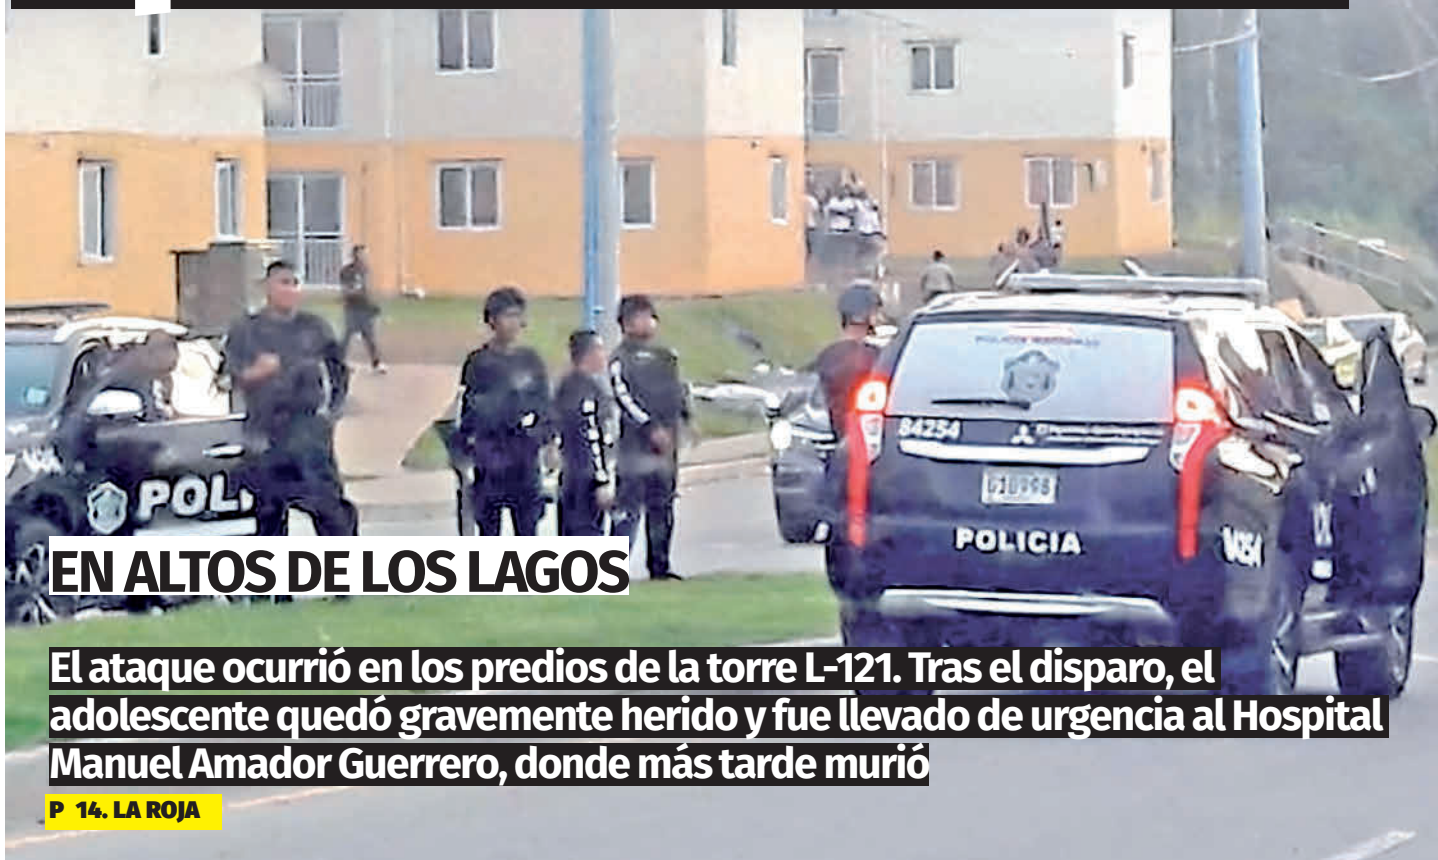 EN ALTOS DE LOS LAGOS
El ataque ocurrió en los predios de la torre L-121. Tras el disparo, el
adolescente quedó gravemente herido y fue llevado de urgencia al Hospital
Manuel Amador Guerrero, donde más tarde murió
P 14. LA ROJA
POLI
84254
POLICIA